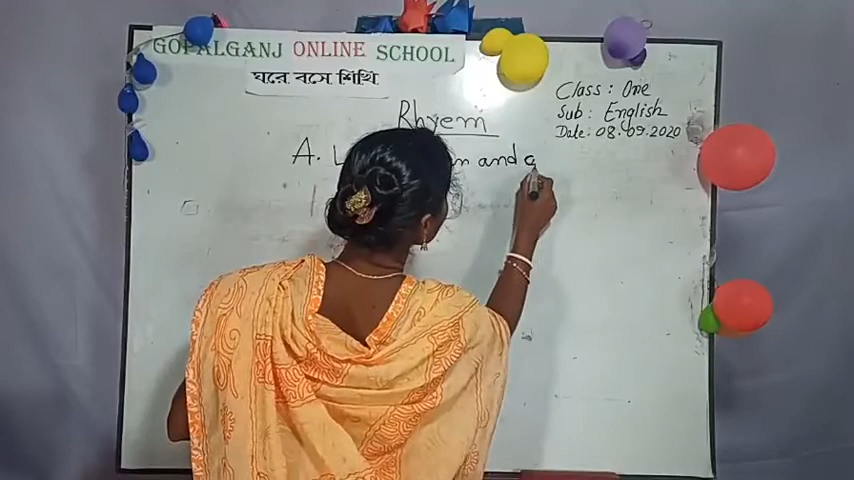 GOPALGANJ ONLINE SCHOOL
ঘরে বসে শিখি
Class : One
Sub : English
Date : 08.09.2020
Rhyem
A. L and